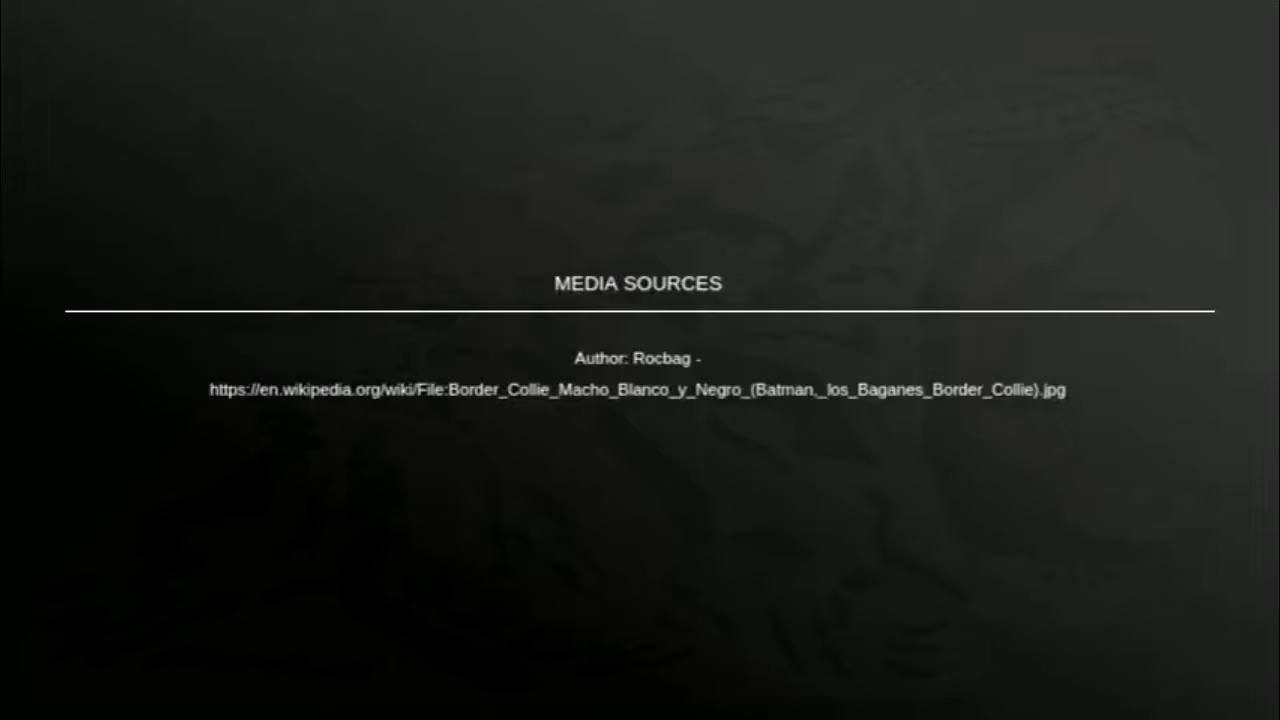 MEDIA SOURCES
Author: Rocbag -
https://en.wikipedia.org/wiki/File:Border_Collie_Macho_Blanco_y_Negro_(Batman,_los_Baganes_Border_Collie).jpg